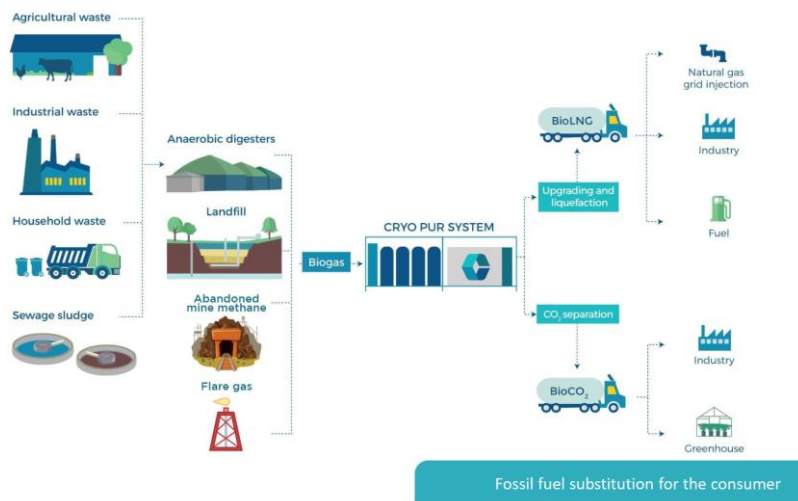 Agricultural waste
Industrial waste
Household waste
Sewage sludge
Anaerobic digesters
Landfill
Abandoned
mine methane
Flare gas
Biogas
CRYO PUR SYSTEM
Upgrading and
liquefaction
BioLNG
Natural gas
grid injection
Industry
Fuel
CO₂ separation
BioCO₂
Industry
Greenhouse
Fossil fuel substitution for the consumer